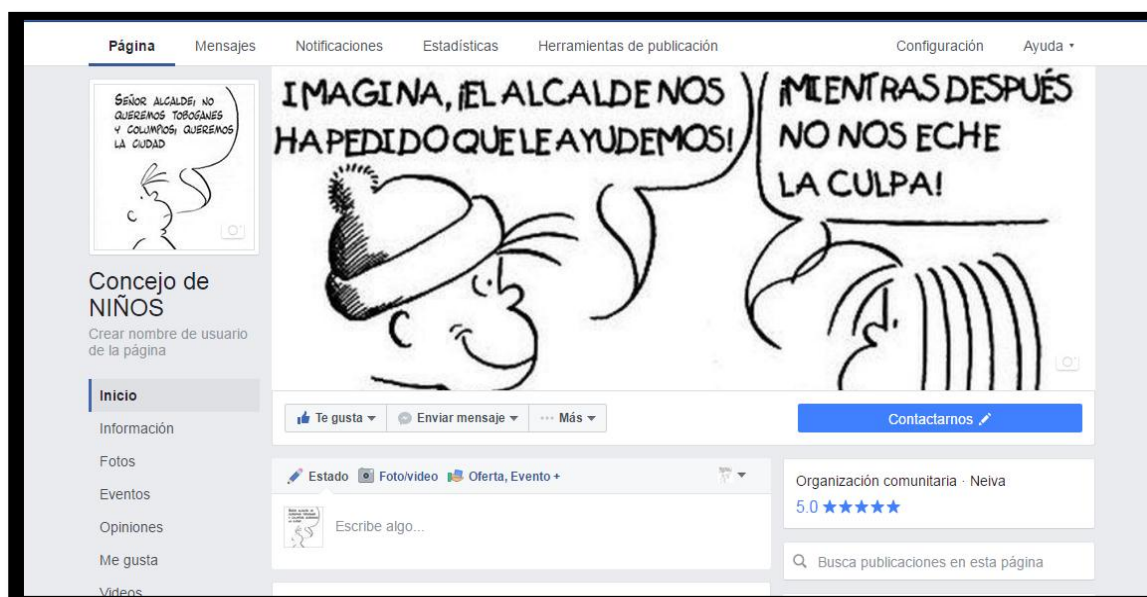 Página Mensajes Notificaciones Estadísticas Herramientas de publicación Configuración Ayuda
SEÑOR ALCALDE, NO
QUEREMOS TOBOGANES
Y COLUMPIOS, QUEREMOS
LA CIUDAD
IMAGINA, ¡EL ALCALDE NOS
HA PEDIDO QUE LE AYUDEMOS!
¡MIENTRAS DESPUÉS
NO NOS ECHE
LA CULPA!
Concejo de
NIÑOS
Crear nombre de usuario
de la página
Inicio
Información
Fotos
Eventos
Opiniones
Me gusta
Videos
Te gusta Enviar mensaje Más
Contactarnos
Estado Foto/video Oferta, Evento +
Escribe algo...
Organización comunitaria · Neiva
5.0 ★★★★★
Busca publicaciones en esta página